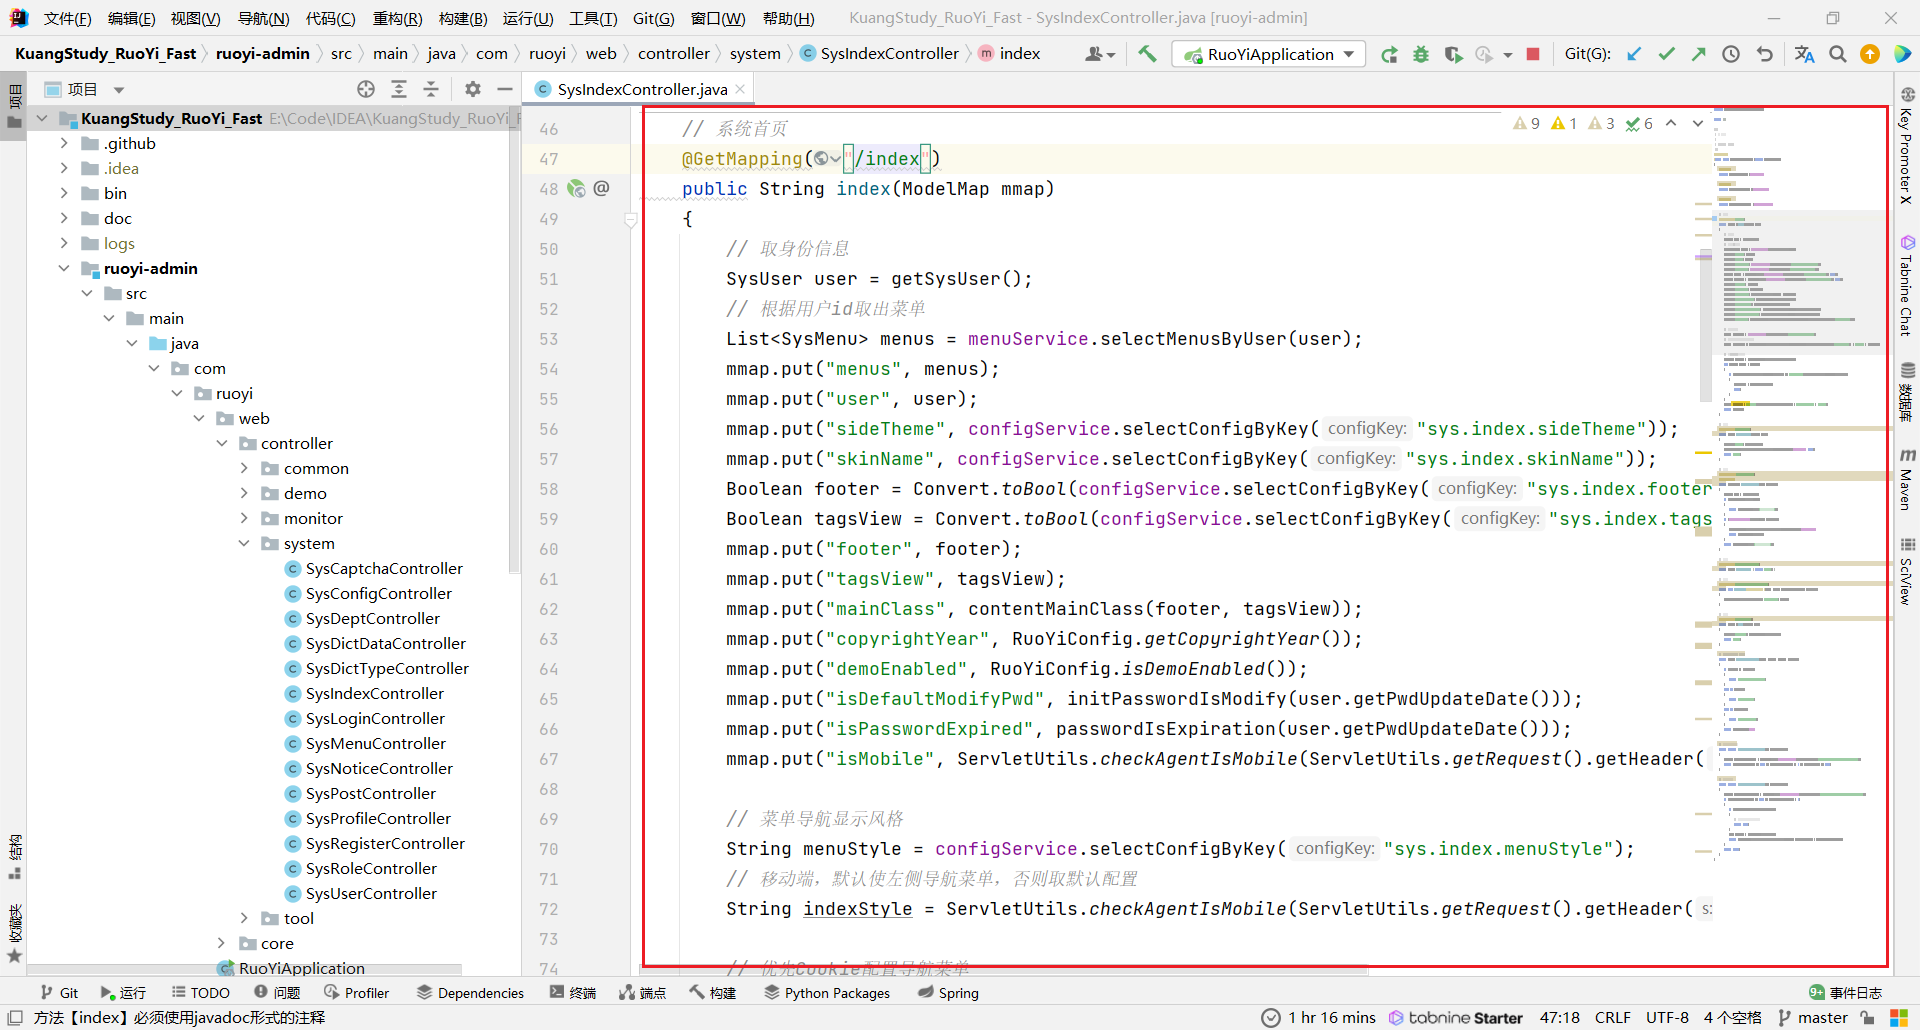 文件(F) 编辑(E) 视图(V) 导航(N) 代码(C) 重构(R) 构建(B) 运行(U) 工具(T) Git(G) 窗口(W) 帮助(H) KuangStudy_RuoYi_Fast - SysIndexController.java [ruoyi-admin]
KuangStudy_RuoYi_Fast ruoyi-admin src main java com ruoyi web controller system SysIndexController index RuoYiApplication Git(G):
项目
项目
SysIndexController.java
KuangStudy_RuoYi_Fast E:\Code\IDEA\KuangStudy_RuoYi_F
.github
.idea
bin
doc
logs
ruoyi-admin
src
main
java
com
ruoyi
web
controller
common
demo
monitor
system
SysCaptchaController
SysConfigController
SysDeptController
SysDictDataController
SysDictTypeController
SysIndexController
SysLoginController
SysMenuController
SysNoticeController
SysPostController
SysProfileController
SysRegisterController
SysRoleController
SysUserController
tool
core
RuoYiApplication
结构
收藏夹
9 1 3 6
46 // 系统首页
47 @GetMapping("/index")
48 public String index(ModelMap mmap)
49 {
50 // 取身份信息
51 SysUser user = getSysUser();
52 // 根据用户id取出菜单
53 List<SysMenu> menus = menuService.selectMenusByUser(user);
54 mmap.put("menus", menus);
55 mmap.put("user", user);
56 mmap.put("sideTheme", configService.selectConfigByKey( configKey: "sys.index.sideTheme"));
57 mmap.put("skinName", configService.selectConfigByKey( configKey: "sys.index.skinName"));
58 Boolean footer = Convert.toBool(configService.selectConfigByKey( configKey: "sys.index.footer
59 Boolean tagsView = Convert.toBool(configService.selectConfigByKey( configKey: "sys.index.tags
60 mmap.put("footer", footer);
61 mmap.put("tagsView", tagsView);
62 mmap.put("mainClass", contentMainClass(footer, tagsView));
63 mmap.put("copyrightYear", RuoYiConfig.getCopyrightYear());
64 mmap.put("demoEnabled", RuoYiConfig.isDemoEnabled());
65 mmap.put("isDefaultModifyPwd", initPasswordIsModify(user.getPwdUpdateDate()));
66 mmap.put("isPasswordExpired", passwordIsExpiration(user.getPwdUpdateDate()));
67 mmap.put("isMobile", ServletUtils.checkAgentIsMobile(ServletUtils.getRequest().getHeader(
68
69 // 菜单导航显示风格
70 String menuStyle = configService.selectConfigByKey( configKey: "sys.index.menuStyle");
71 // 移动端，默认使左侧导航菜单，否则取默认配置
72 String indexStyle = ServletUtils.checkAgentIsMobile(ServletUtils.getRequest().getHeader( s:
73
74 // 优先Cookie配置导航菜单
Key Promoter X
Tabnine Chat
数据库
Maven
SciView
Git 运行 TODO 问题 Profiler Dependencies 终端 端点 构建 Python Packages Spring 9+ 事件日志
方法【index】必须使用javadoc形式的注释 1 hr 16 mins tabnine Starter 47:18 CRLF UTF-8 4 个空格 master